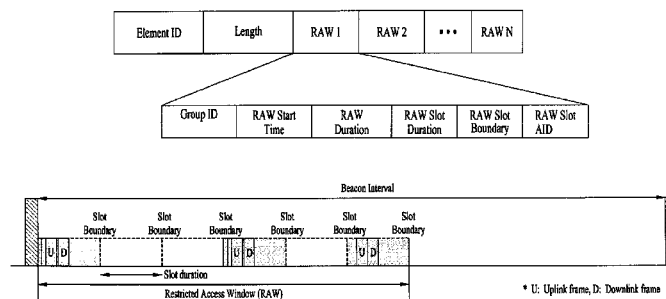 Element ID Length RAW 1 RAW 2 ••• RAW N
Group ID RAW Start Time RAW Duration RAW Slot Duration RAW Slot Boundary RAW Slot AID
Beacon Interval
Slot Boundary Slot Boundary Slot Boundary Slot Boundary Slot Boundary Slot Boundary
U D U D U D
Slot duration
Restricted Access Window (RAW)
* U: Uplink frame, D: Downlink frame